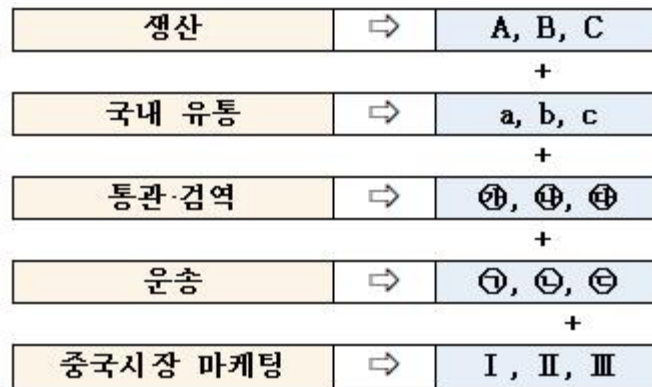 생산 ⇨ A, B, C
+
국내 유통 ⇨ a, b, c
+
통관·검역 ⇨ ㉮, ㉯, ㉰
+
운송 ⇨ ㉠, ㉡, ㉢
+
중국시장 마케팅 ⇨ Ⅰ, Ⅱ, Ⅲ